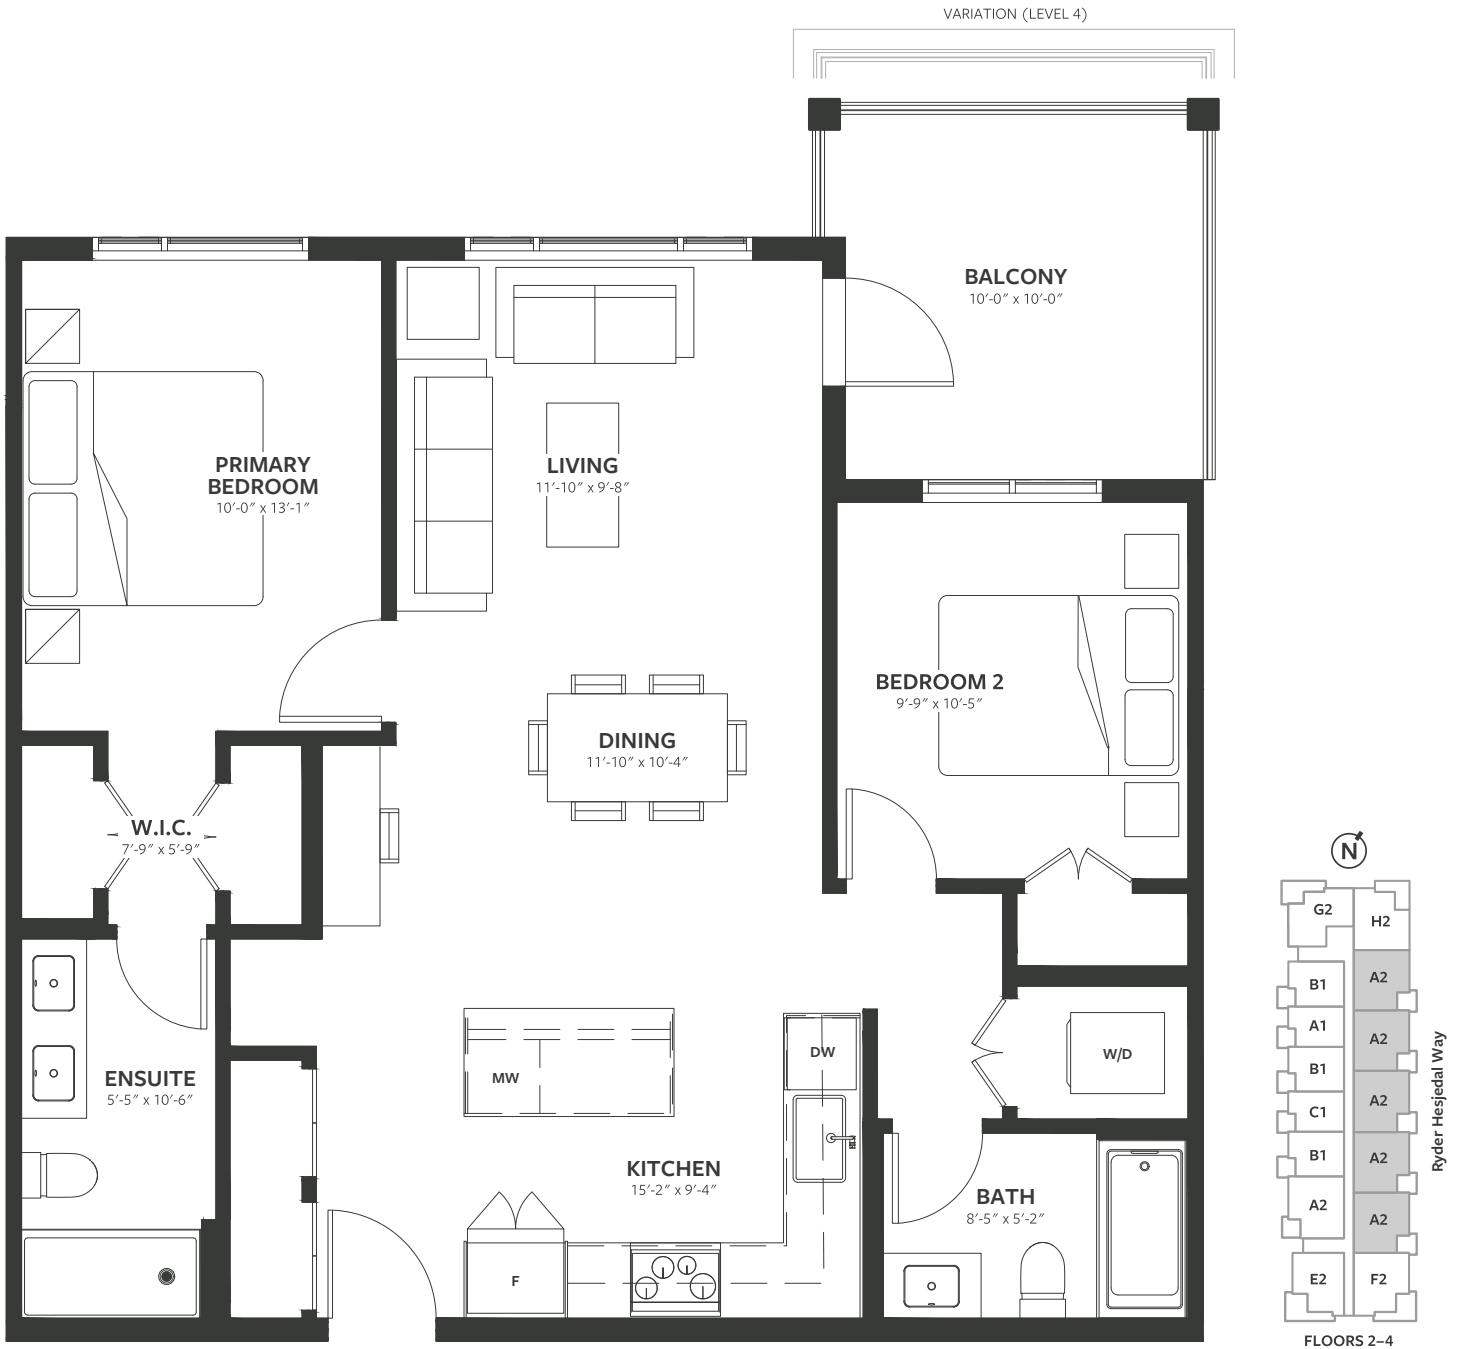 VARIATION (LEVEL 4)
BALCONY
10′-0″ x 10′-0″
PRIMARY
BEDROOM
10′-0″ x 13′-1″
LIVING
11′-10″ x 9′-8″
BEDROOM 2
9′-9″ x 10′-5″
DINING
11′-10″ x 10′-4″
W.I.C.
7′-9″ x 5′-9″
ENSUITE
5′-5″ x 10′-6″
MW
DW
W/D
KITCHEN
15′-2″ x 9′-4″
BATH
8′-5″ x 5′-2″
F
N
G2
H2
B1
A2
A1
A2
B1
A2
C1
B1
A2
A2
A2
E2
F2
Ryder Hesjedal Way
FLOORS 2–4